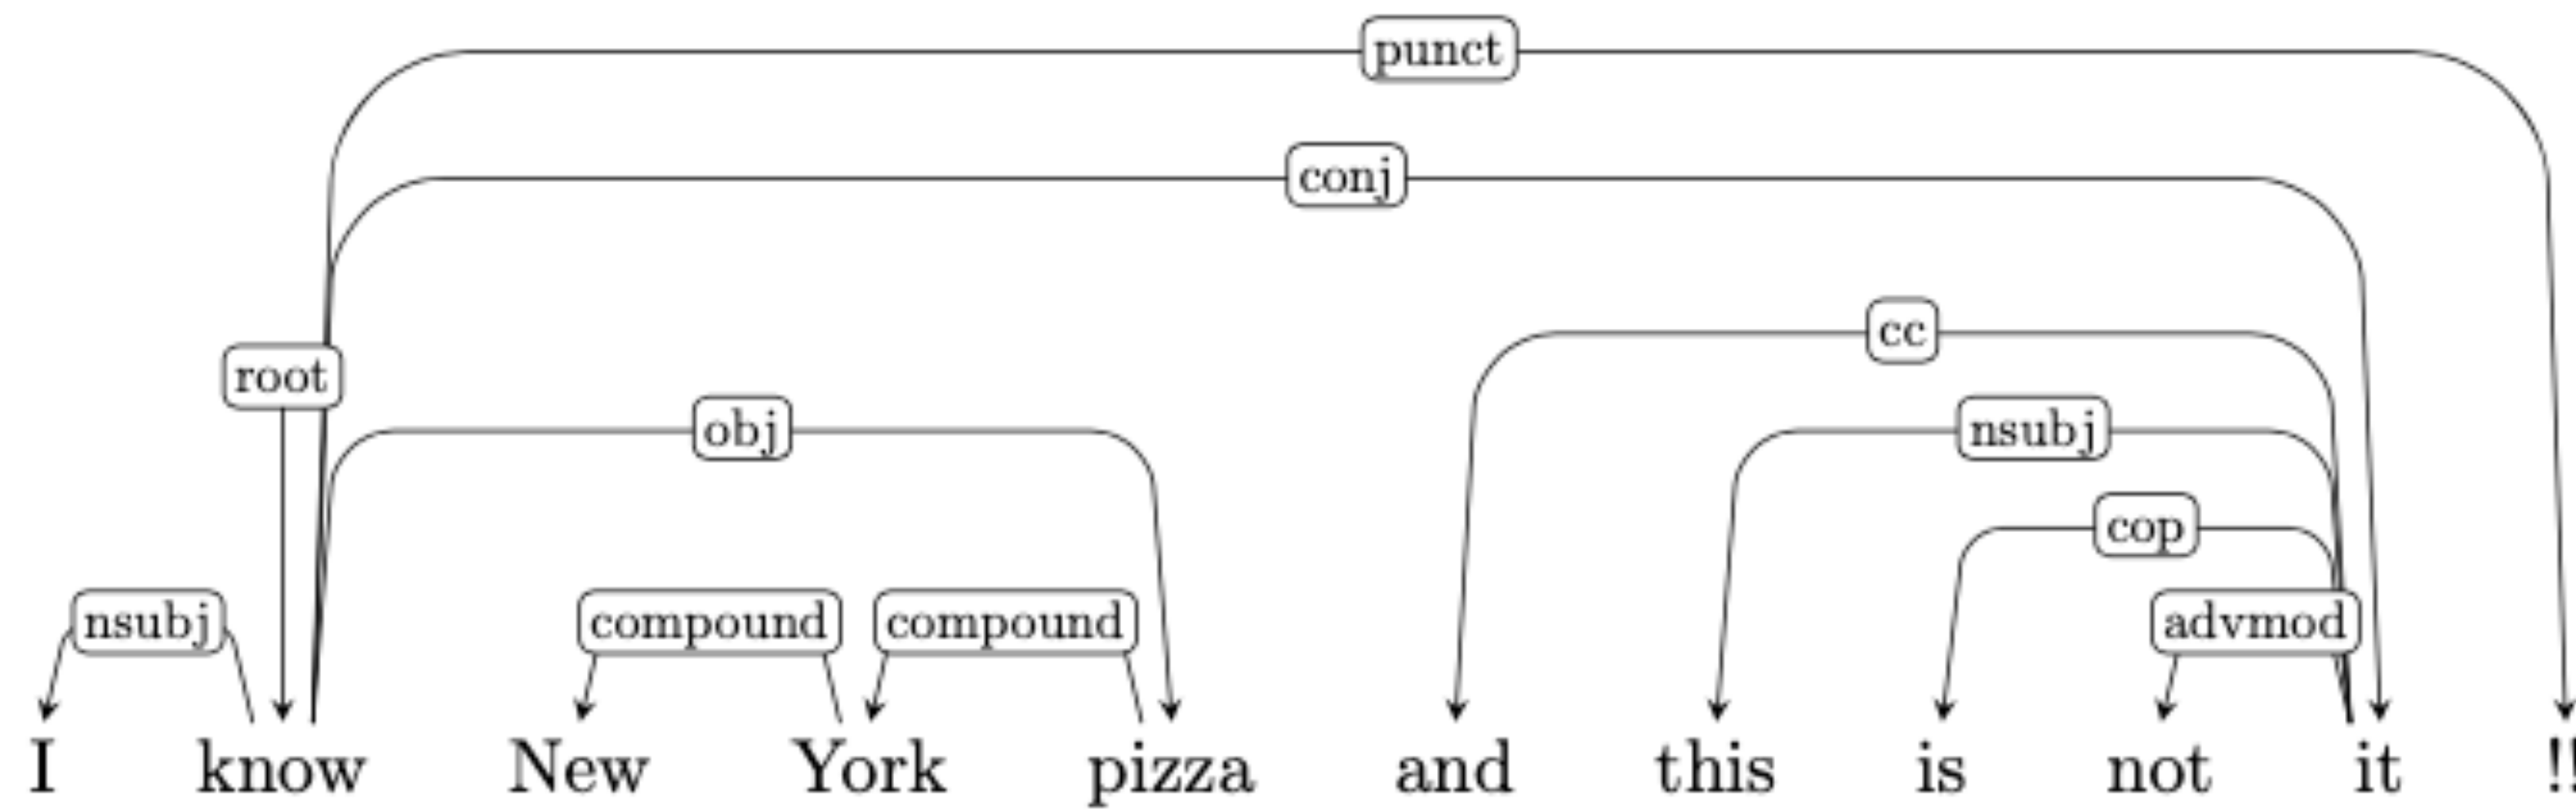 punct
conj
cc
root
obj
nsubj
cop
nsubj compound compound advmod
I know New York pizza and this is not it !!